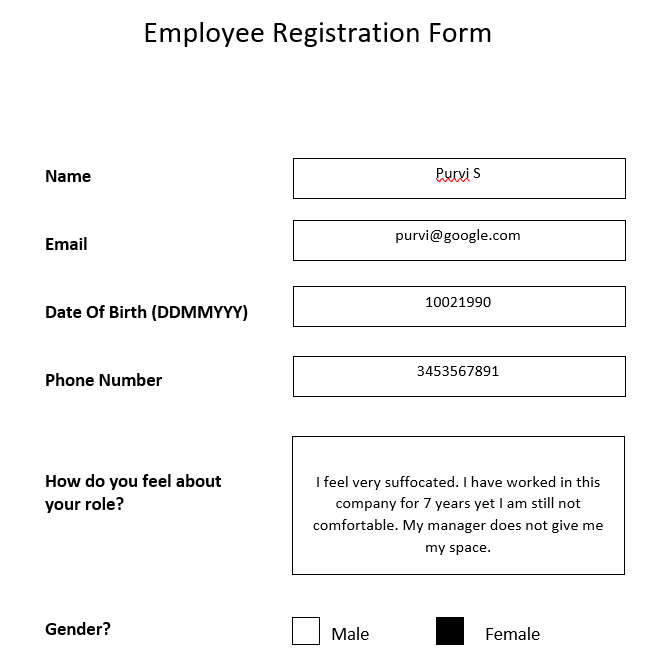 Employee Registration Form
Name
Purvi S
Email
purvi@google.com
Date Of Birth (DDMMYYY)
10021990
Phone Number
3453567891
How do you feel about
your role?
I feel very suffocated. I have worked in this
company for 7 years yet I am still not
comfortable. My manager does not give me
my space.
Gender?
Male
Female